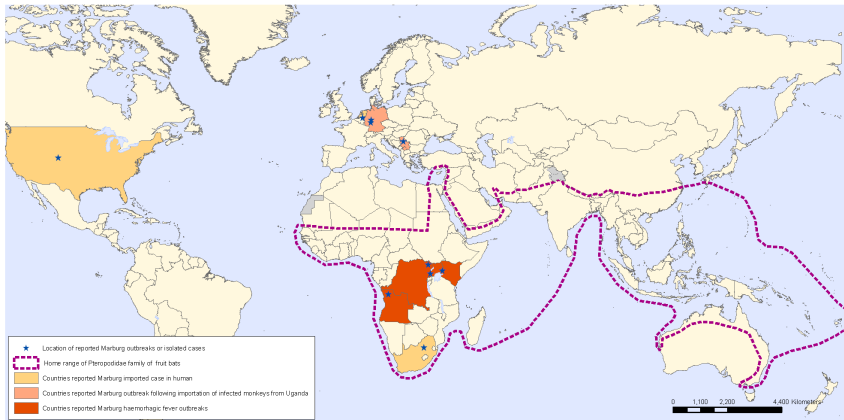 Location of reported Marburg outbreaks or isolated cases
Home range of Pteropodidae family of fruit bats
Countries reported Marburg imported case in human
Countries reported Marburg outbreak following importation of infected monkeys from Uganda
Countries reported Marburg haemorhagic fever outbreaks
0 1,100 2,200 4,400 Kilometers